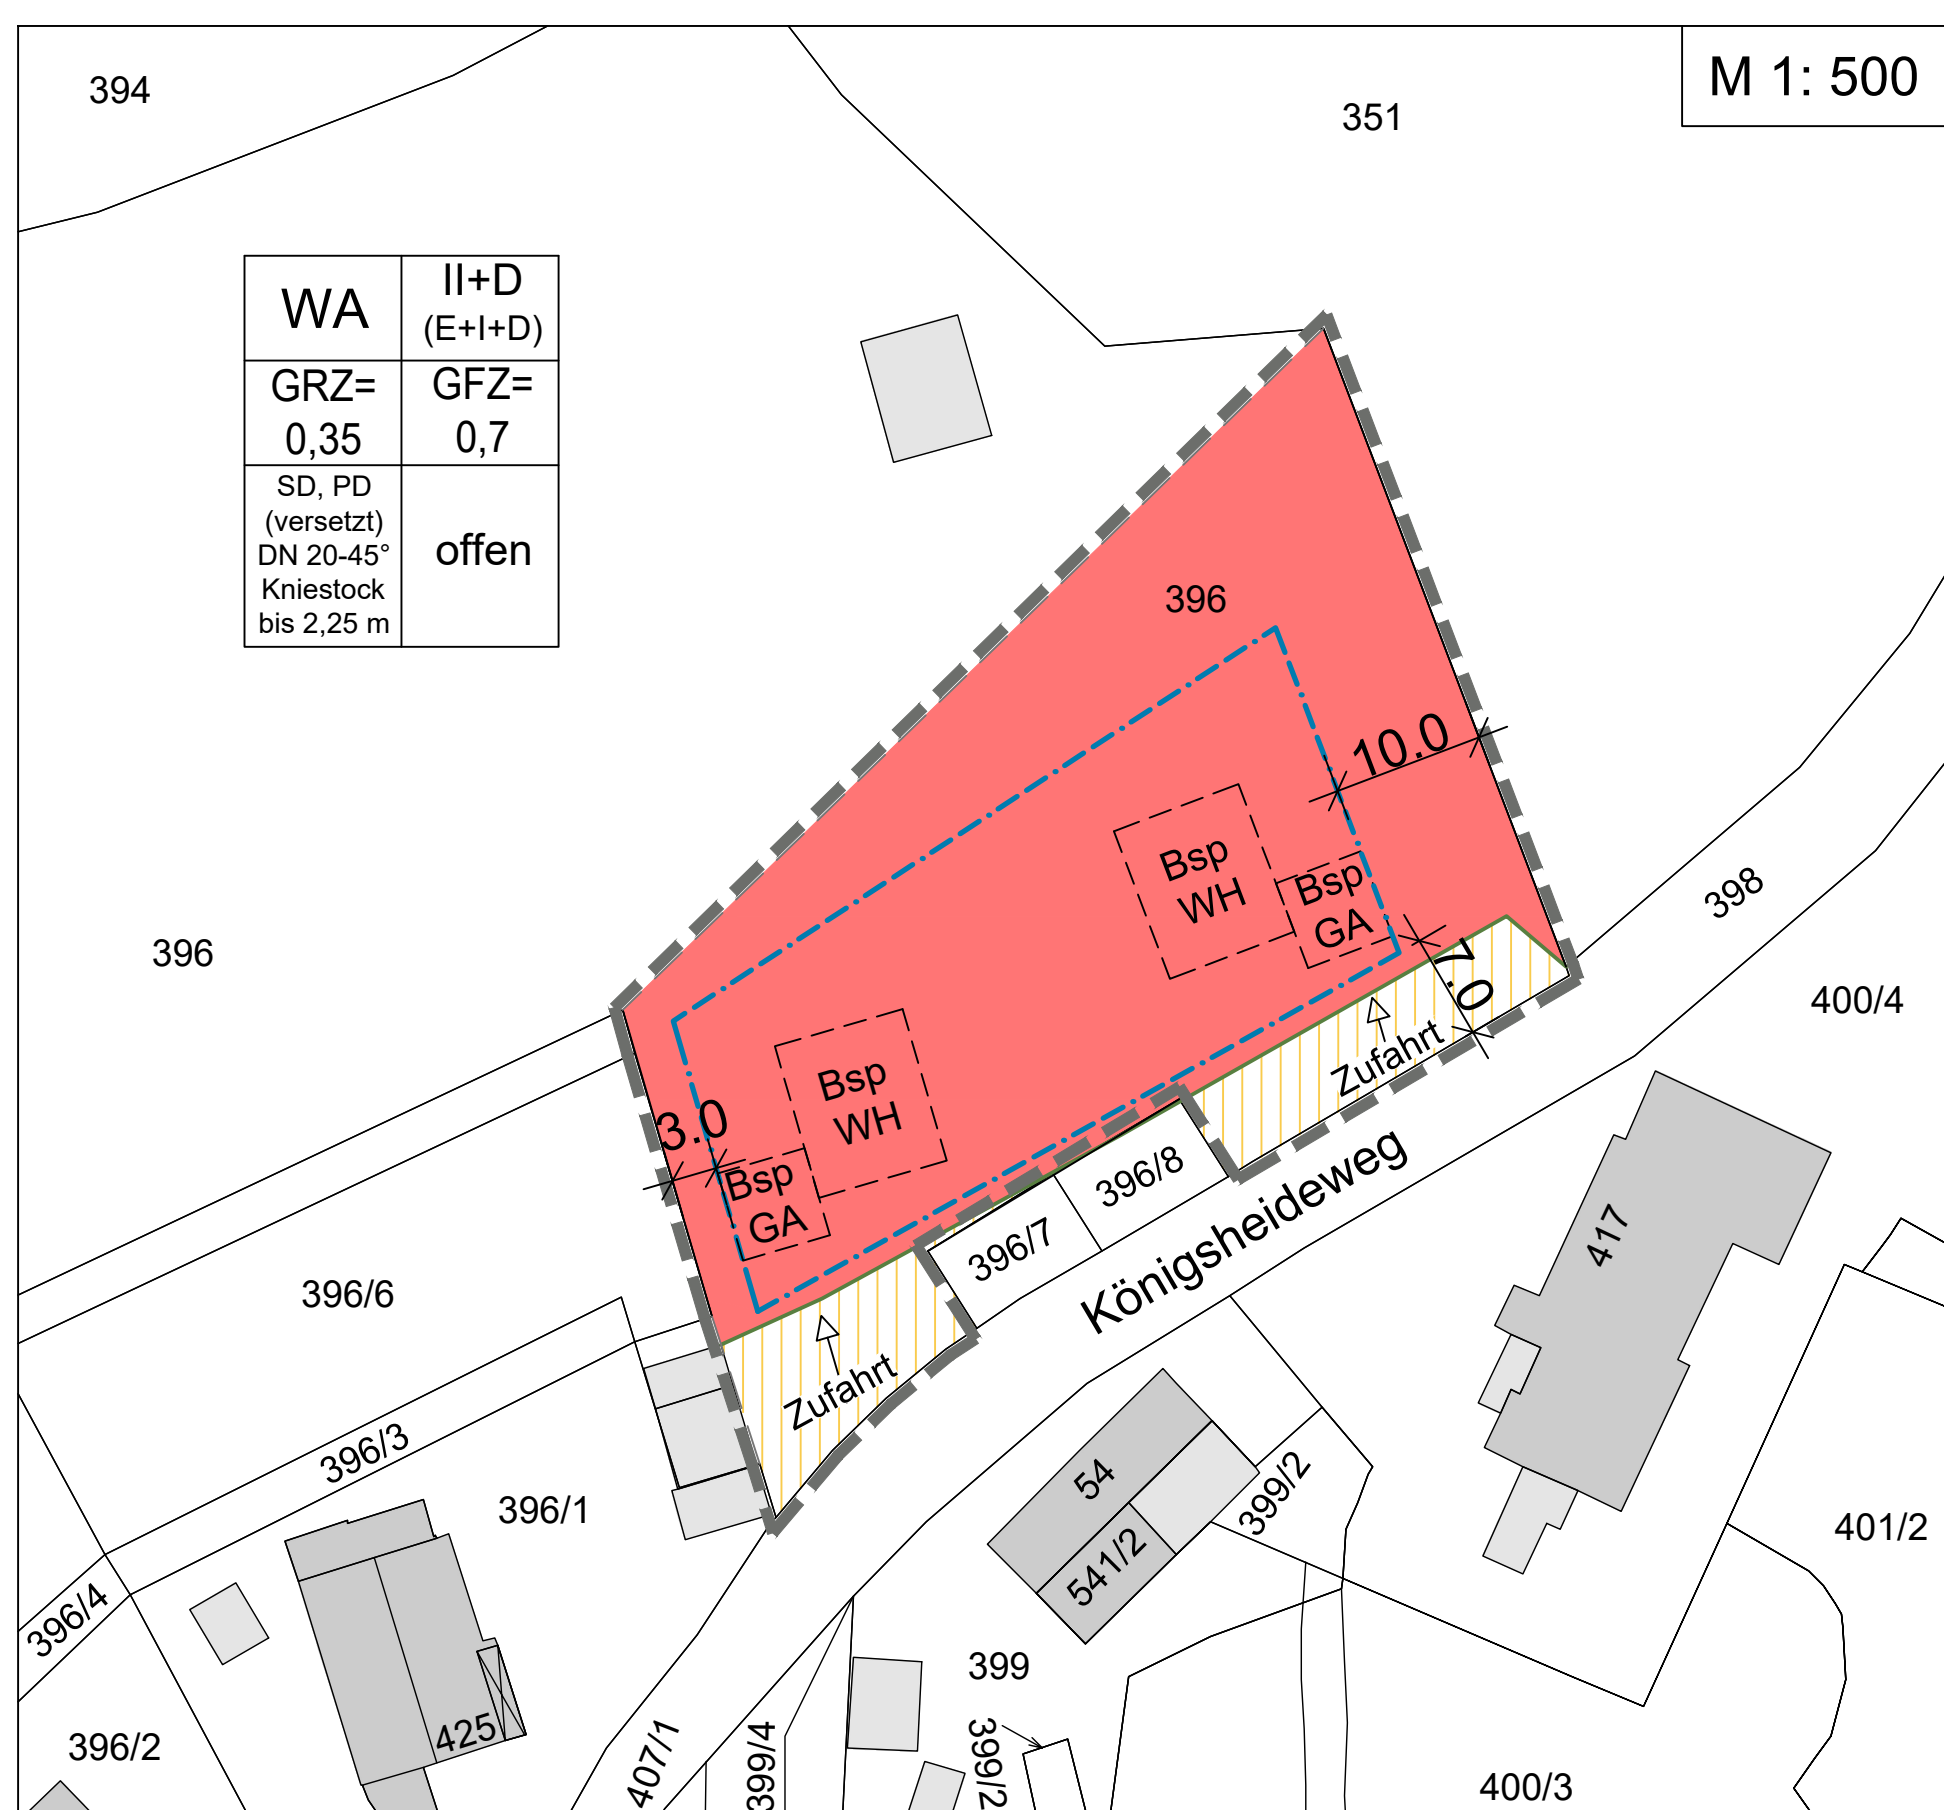 394
351
M 1: 500
WA
II+D
(E+I+D)
GRZ=
0,35
GFZ=
0,7
SD, PD
(versetzt)
DN 20-45°
Kniestock
bis 2,25 m
offen
396
10.0
Bsp
WH
Bsp
GA
398
396
7.0
400/4
Zufahrt
Bsp
WH
3.0
Bsp
GA
396/8
396/7
Königsheideweg
417
396/6
Zufahrt
396/3
396/1
54
541/2
399/2
401/2
396/4
399
425
396/2
407/1
399/4
399/2
400/3